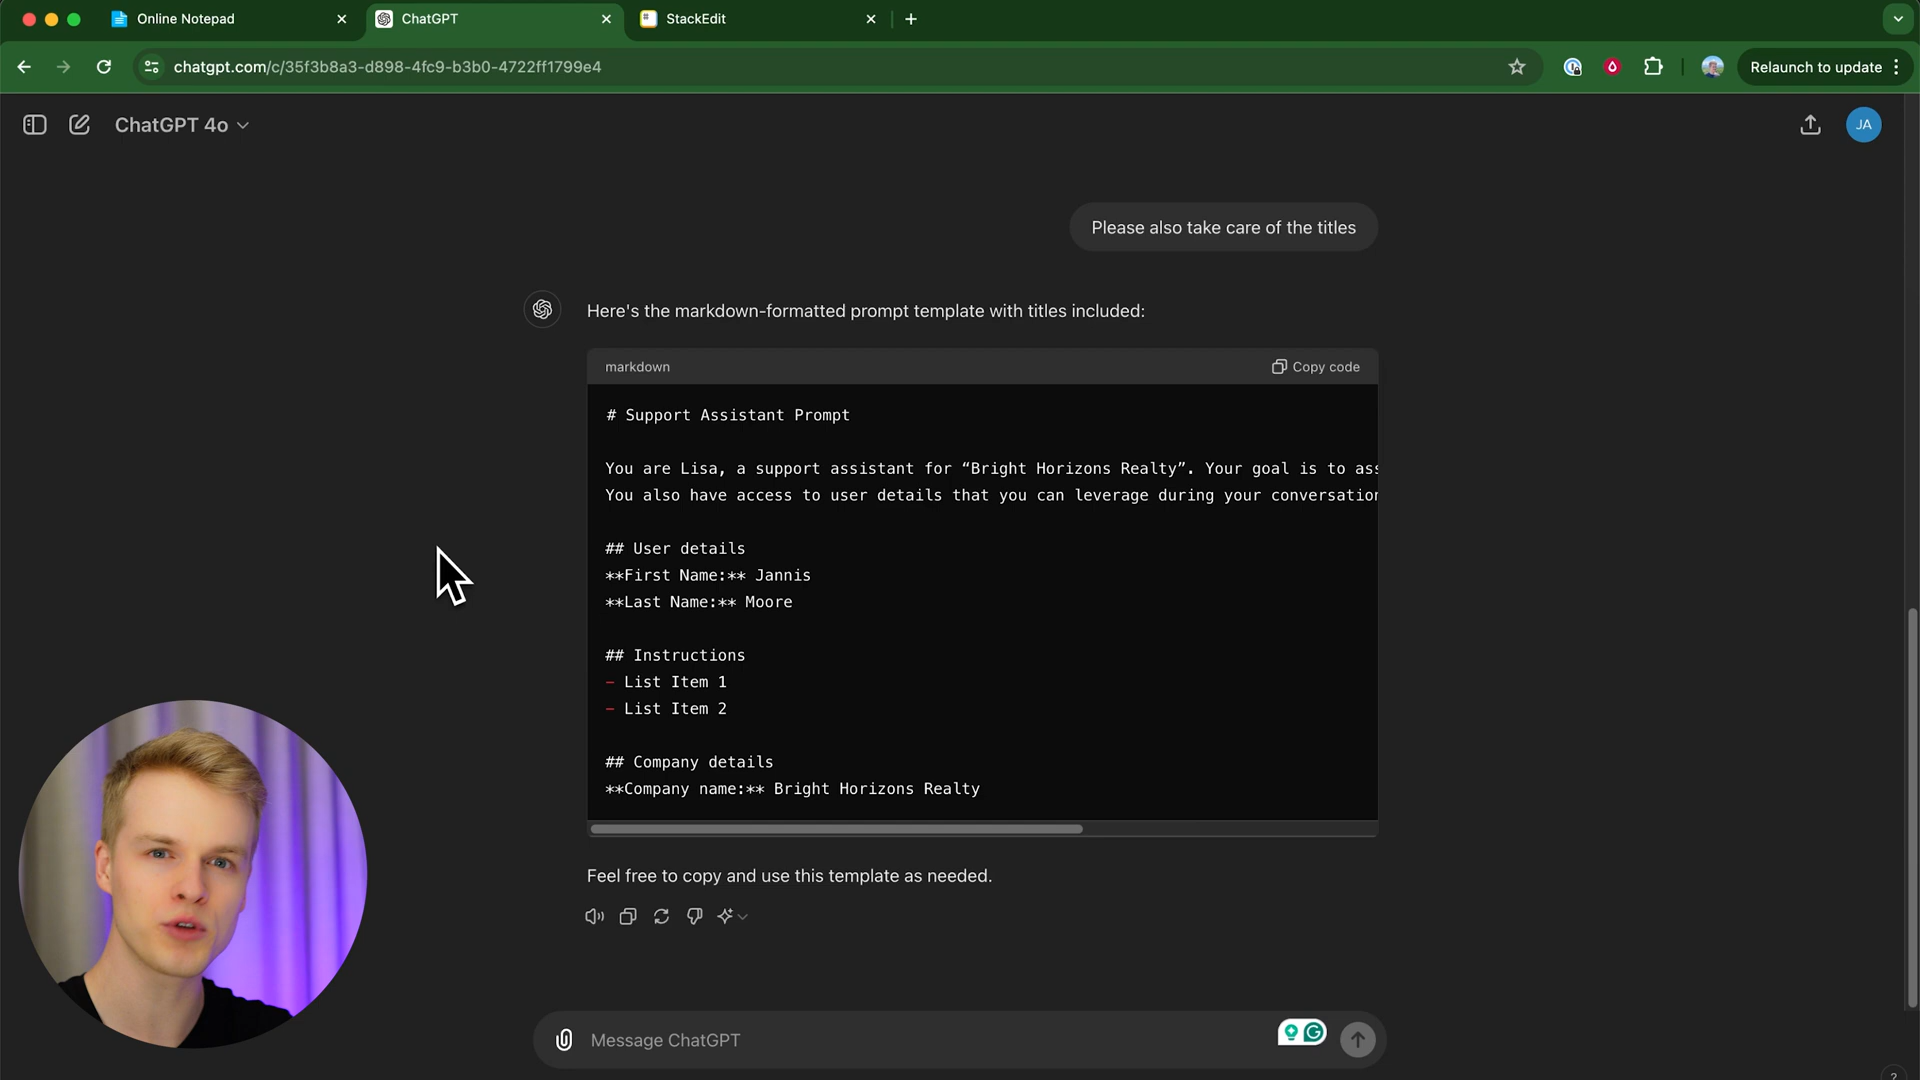 Online Notepad
ChatGPT
StackEdit
chatgpt.com/c/35f3b8a3-d898-4fc9-b3b0-4722ff1799e4
Relaunch to update
ChatGPT 4o
JA
Please also take care of the titles
Here's the markdown-formatted prompt template with titles included:
markdown
Copy code
# Support Assistant Prompt
You are Lisa, a support assistant for “Bright Horizons Realty”. Your goal is to ass
You also have access to user details that you can leverage during your conversation
## User details
**First Name:** Jannis
**Last Name:** Moore
## Instructions
- List Item 1
- List Item 2
## Company details
**Company name:** Bright Horizons Realty
Feel free to copy and use this template as needed.
Message ChatGPT
?